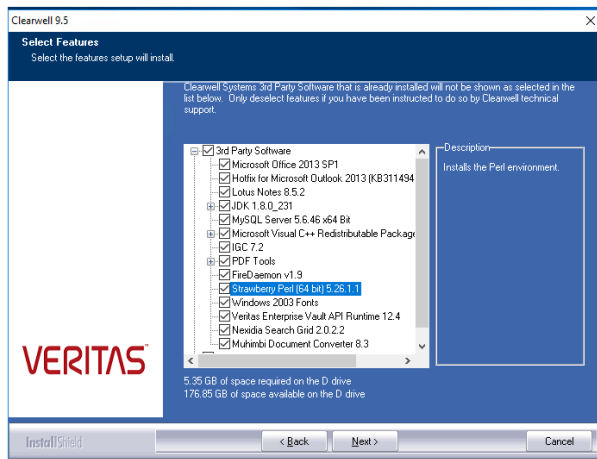 Clearwell 9.5
Select Features
Select the features setup will install.
Clearwell Systems 3rd Party Software that is already installed will not be shown as selected in the
list below. Only deselect features if you have been instructed to do so by Clearwell technical
support.
3rd Party Software
Microsoft Office 2013 SP1
Hotfix for Microsoft Outlook 2013 (KB311494
Lotus Notes 8.5.2
JDK 1.8.0_231
MySQL Server 5.6.46 x64 Bit
Microsoft Visual C++ Redistributable Package
IGC 7.2
PDF Tools
FireDaemon v1.9
Strawberry Perl (64 bit) 5.26.1.1
Windows 2003 Fonts
Veritas Enterprise Vault API Runtime 12.4
Nexidia Search Grid 2.0.2.2
Muhimbi Document Converter 8.3
Description
Installs the Perl environment.
5.35 GB of space required on the D drive
176.85 GB of space available on the D drive
VERITAS
InstallShield
< Back
Next >
Cancel